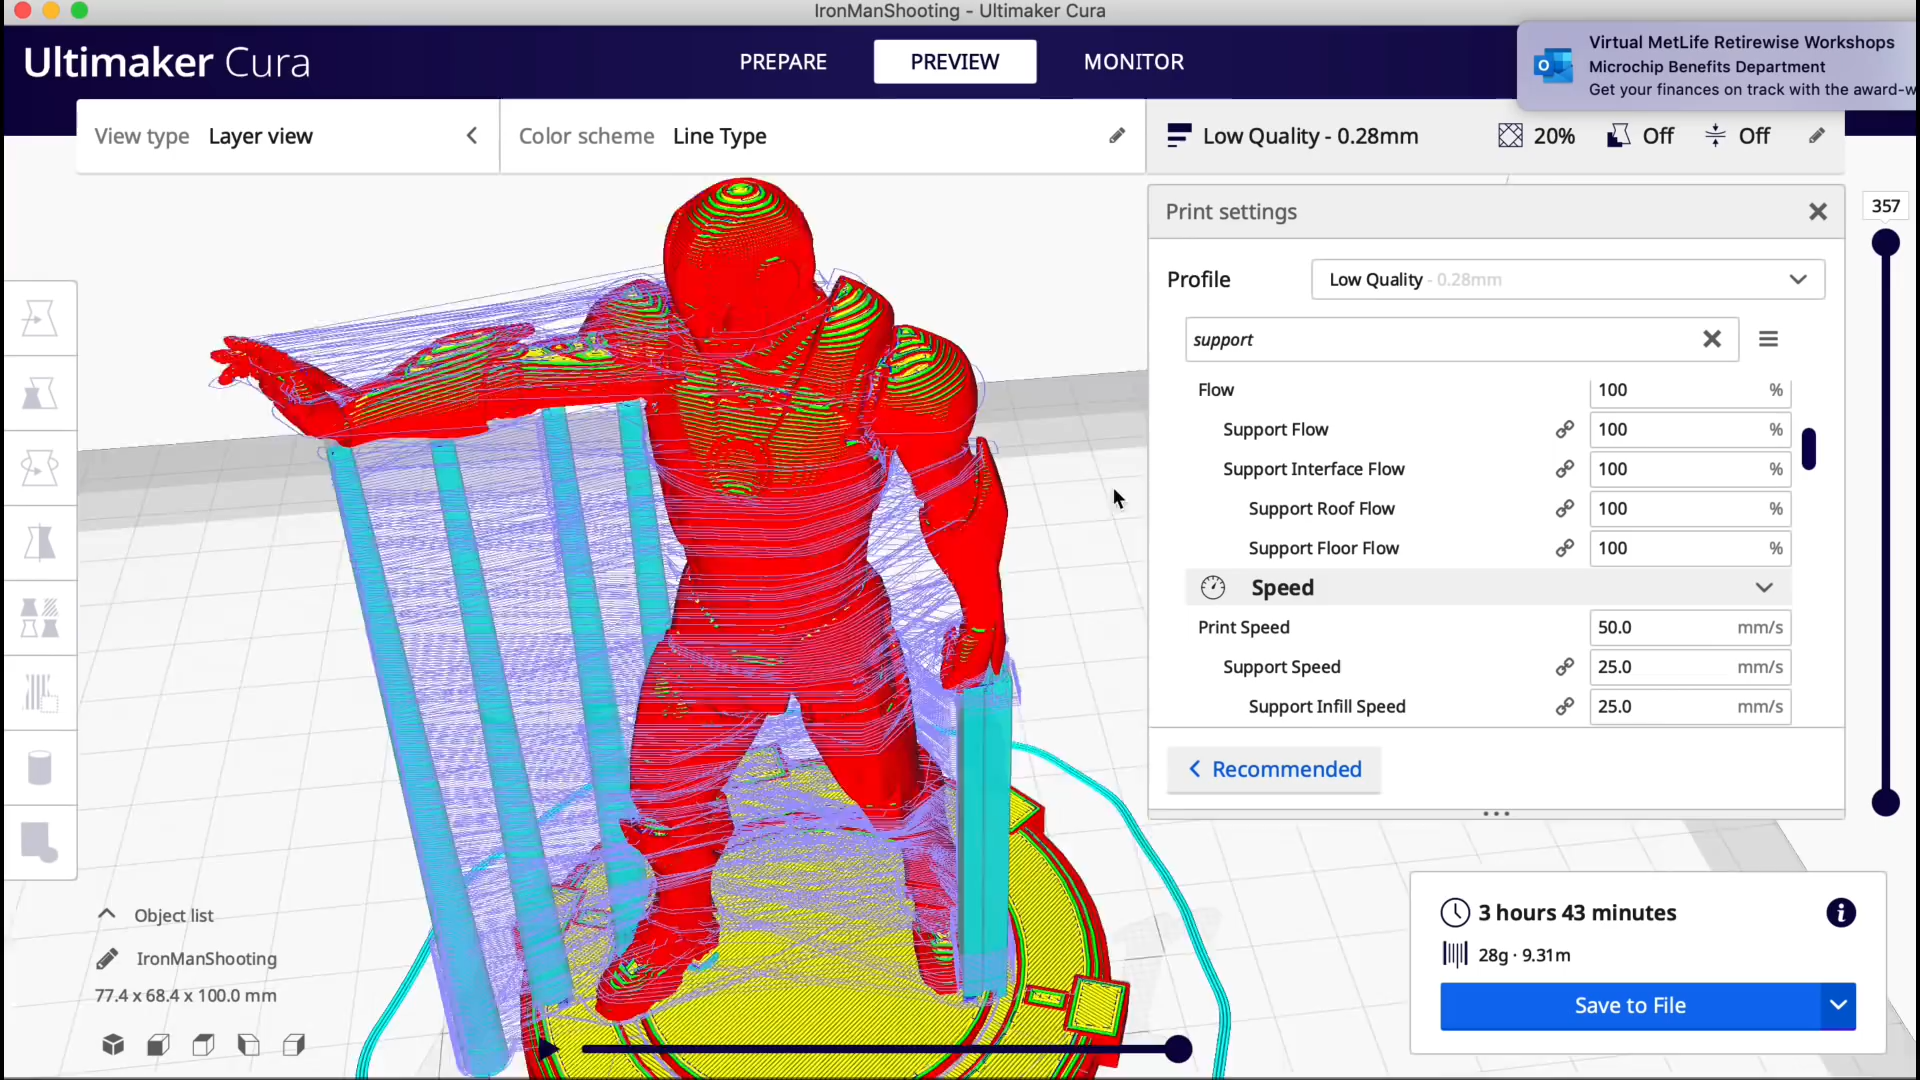 IronManShooting - Ultimaker Cura
Ultimaker Cura
PREPARE
PREVIEW
MONITOR
Virtual MetLife Retirewise Workshops
Microchip Benefits Department
Get your finances on track with the award-w
View type Layer view
Color scheme Line Type
Low Quality - 0.28mm
20%
Off
Off
Print settings
357
Profile
Low Quality - 0.28mm
support
Flow 100 %
Support Flow 100 %
Support Interface Flow 100 %
Support Roof Flow 100 %
Support Floor Flow 100 %
Speed
Print Speed 50.0 mm/s
Support Speed 25.0 mm/s
Support Infill Speed 25.0 mm/s
Recommended
Object list
IronManShooting
77.4 x 68.4 x 100.0 mm
3 hours 43 minutes
28g · 9.31m
Save to File